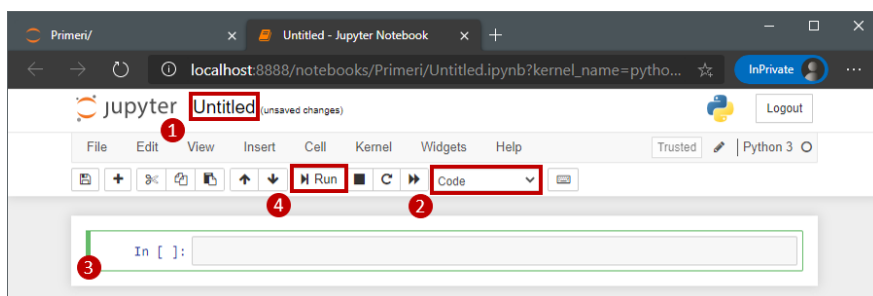 Primeri/ Untitled - Jupyter Notebook
localhost:8888/notebooks/Primeri/Untitled.ipynb?kernel_name=pytho... InPrivate
jupyter Untitled (unsaved changes) Logout
1
File Edit View Insert Cell Kernel Widgets Help Trusted Python 3
Run Code
4 2
In [ ]:
3